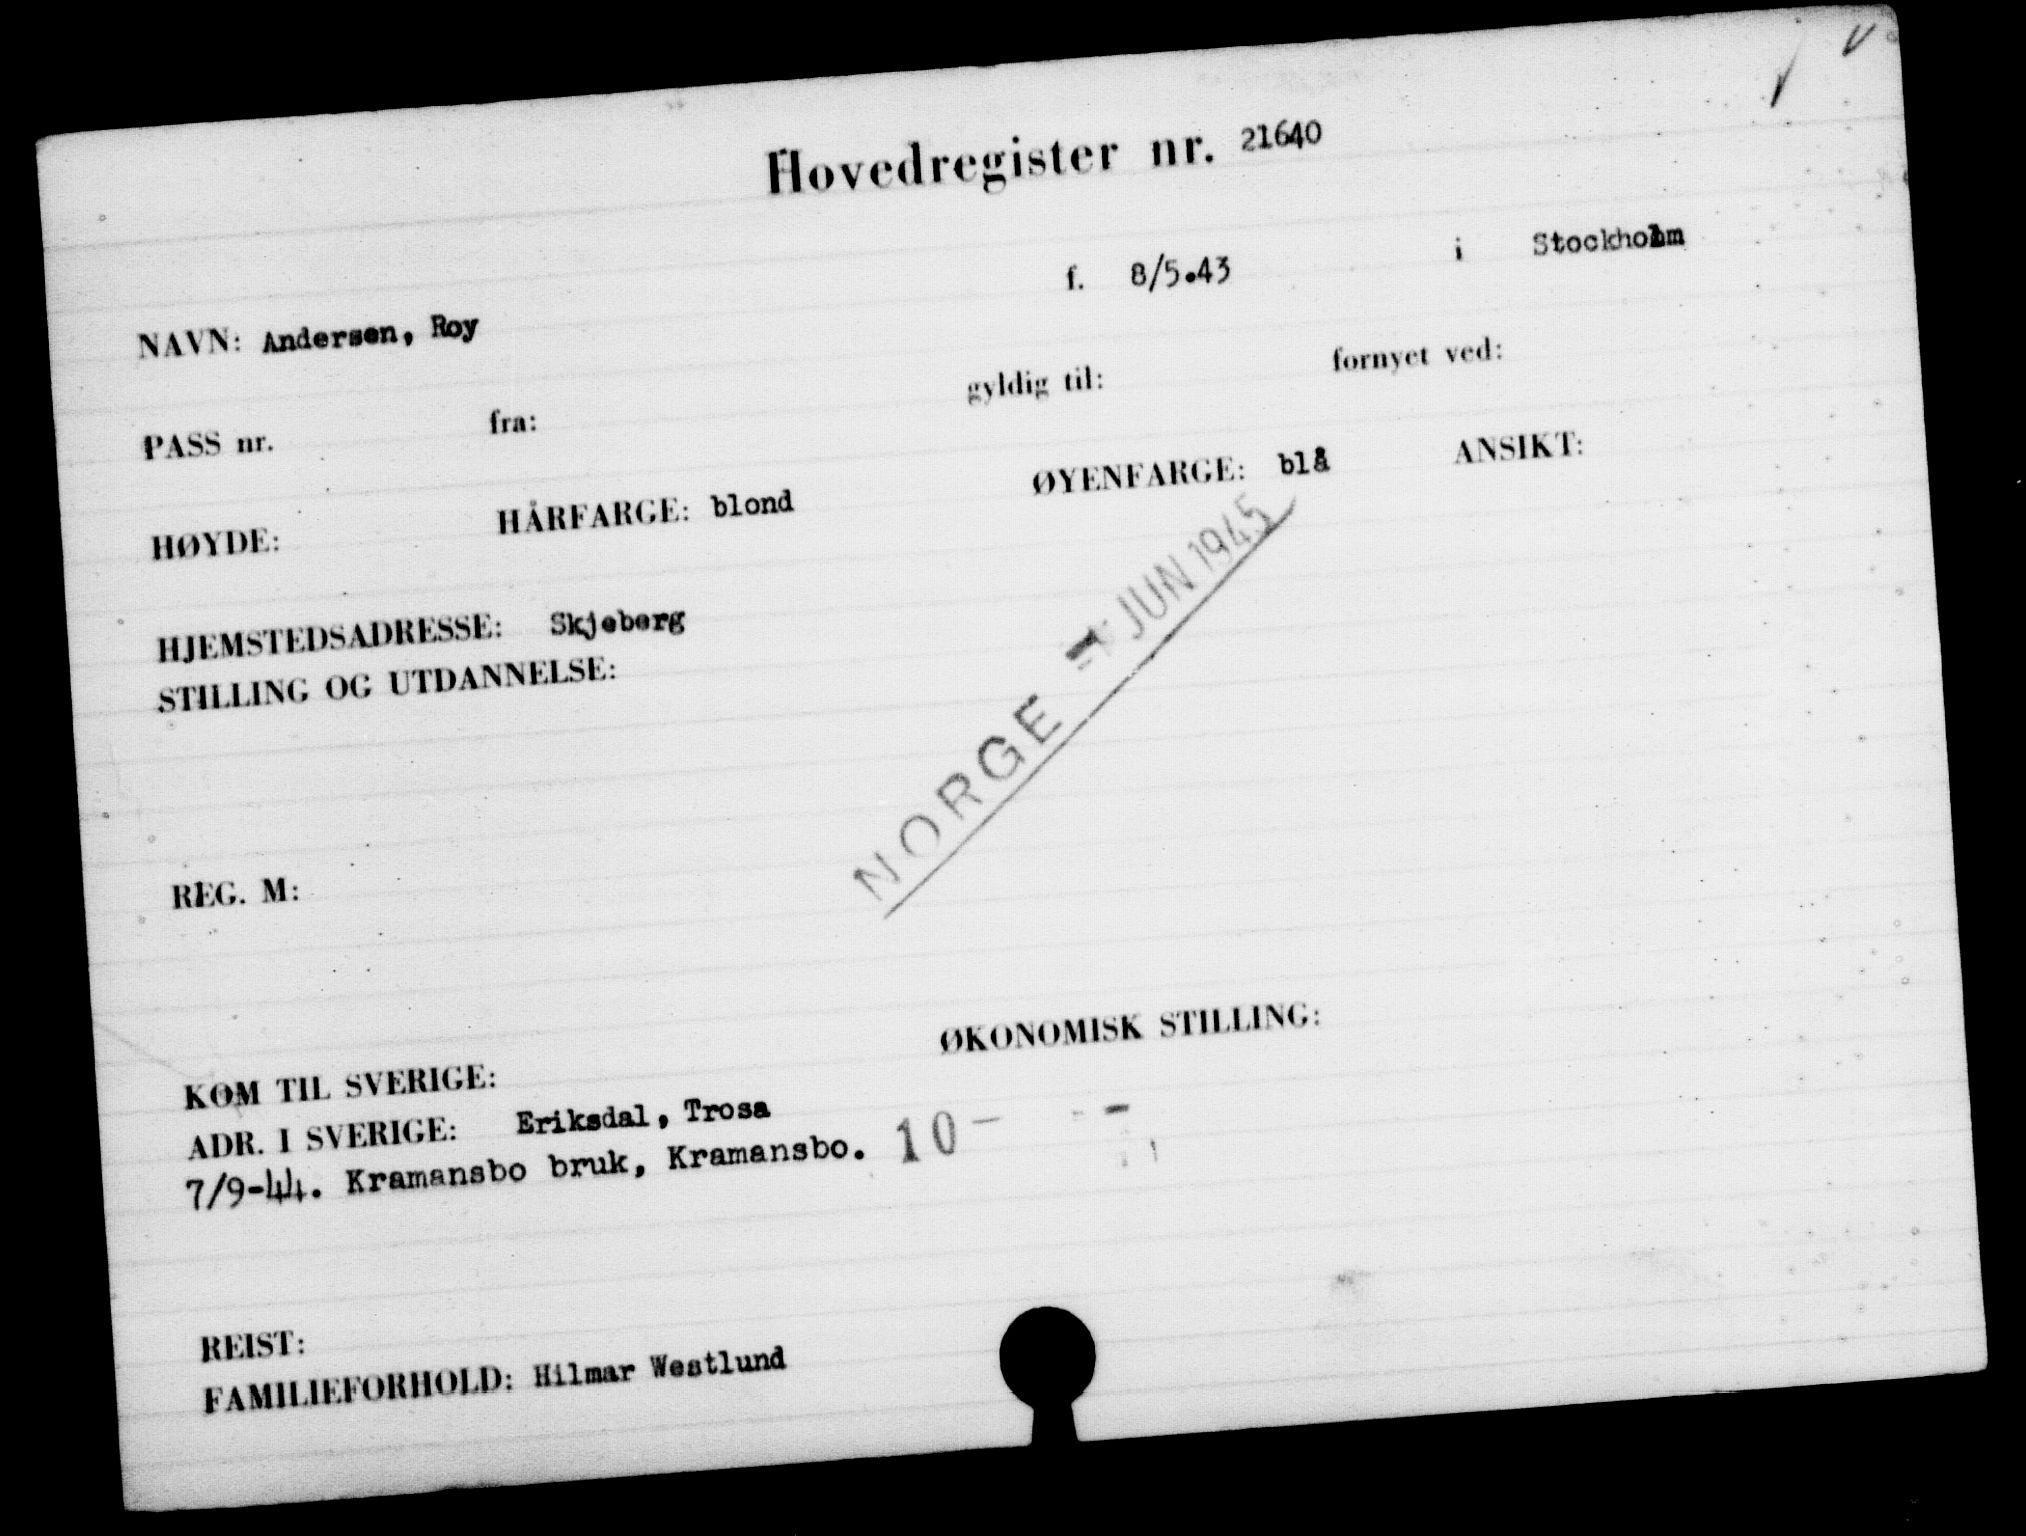 Hovedregister nr. 21640
NAVN: Andersen, Roy f. 8/5.43 i Stockholm
PASS nr. fra: gyldig til: fornyet ved:
HØYDE: HÅRFARGE: blond ØYENFARGE: blå ANSIKT:
HJEMSTEDSADRESSE: Skjeberg
STILLING OG UTDANNELSE:
NORGE JUN 1945
REG. M:
KOM TIL SVERIGE: ØKONOMISK STILLING:
ADR. I SVERIGE: Eriksdal, Trosa
7/9-44. Kramansbo bruk, Kramansbo. 10 -
REIST:
FAMILIEFORHOLD: Hilmar Westlund